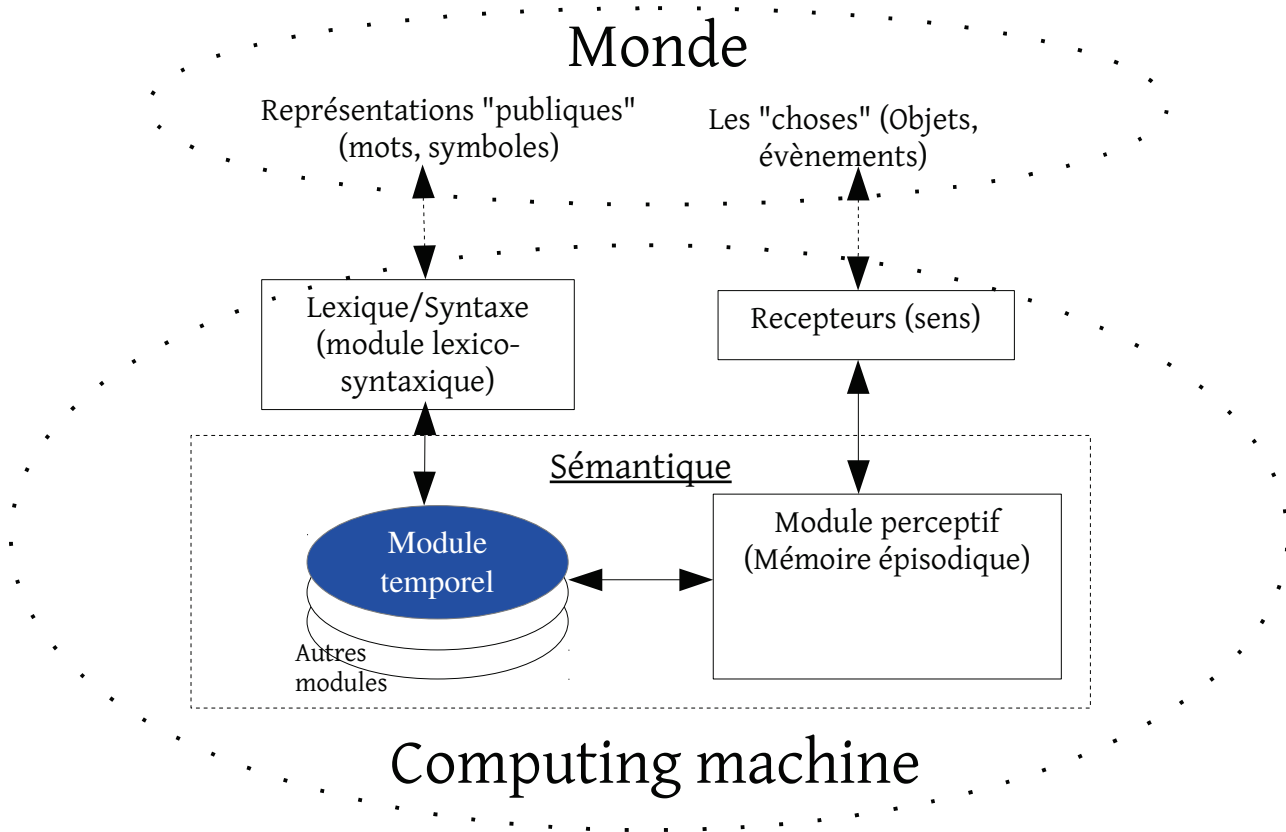 Monde
Représentations "publiques"
(mots, symboles)
Les "choses" (Objets,
évènements)
Lexique/Syntaxe
(module lexico-
syntaxique)
Recepteurs (sens)
Sémantique
Module
temporel
Module perceptif
(Mémoire épisodique)
Autres
modules
Computing machine